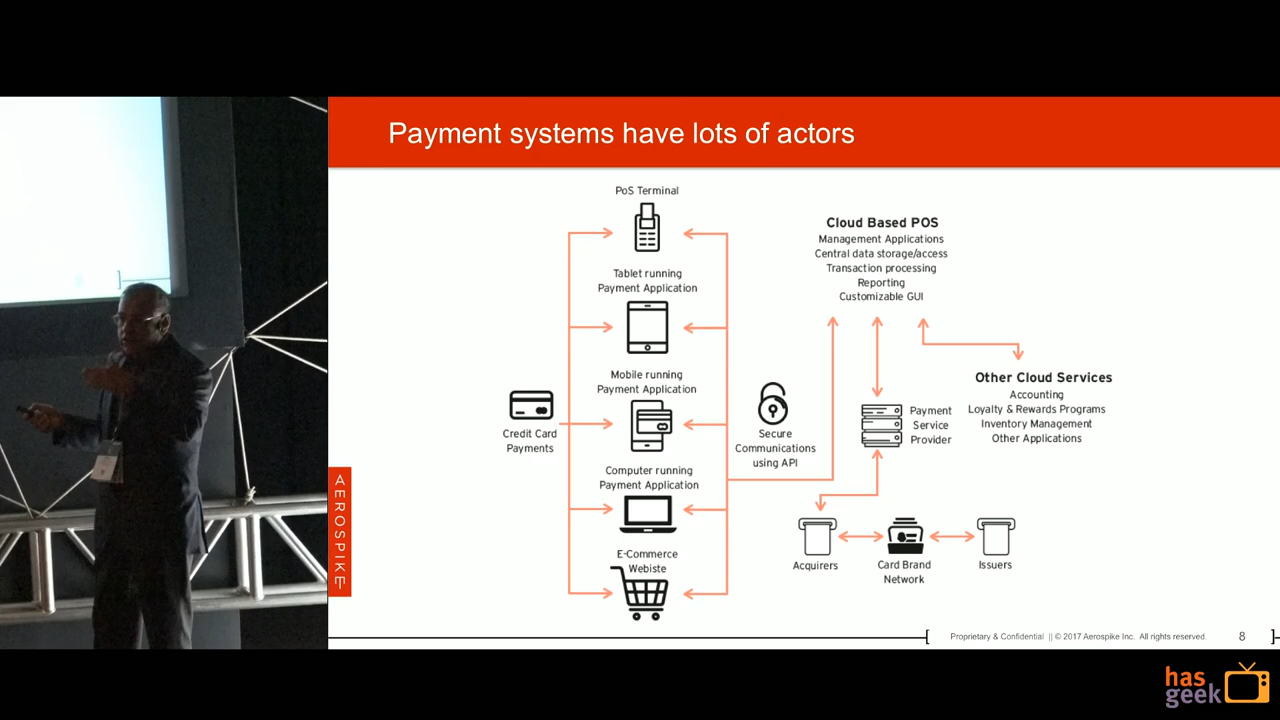 Payment systems have lots of actors
PoS Terminal
Tablet running
Payment Application
Mobile running
Payment Application
Computer running
Payment Application
E-Commerce
Webiste
Credit Card
Payments
Secure
Communications
using API
Cloud Based POS
Management Applications
Central data storage/access
Transaction processing
Reporting
Customizable GUI
Payment
Service
Provider
Other Cloud Services
Accounting
Loyalty & Rewards Programs
Inventory Management
Other Applications
Acquirers
Card Brand
Network
Issuers
AEROSPIKE
Proprietary & Confidential || © 2017 Aerospike Inc. All rights reserved.
8
has
geek